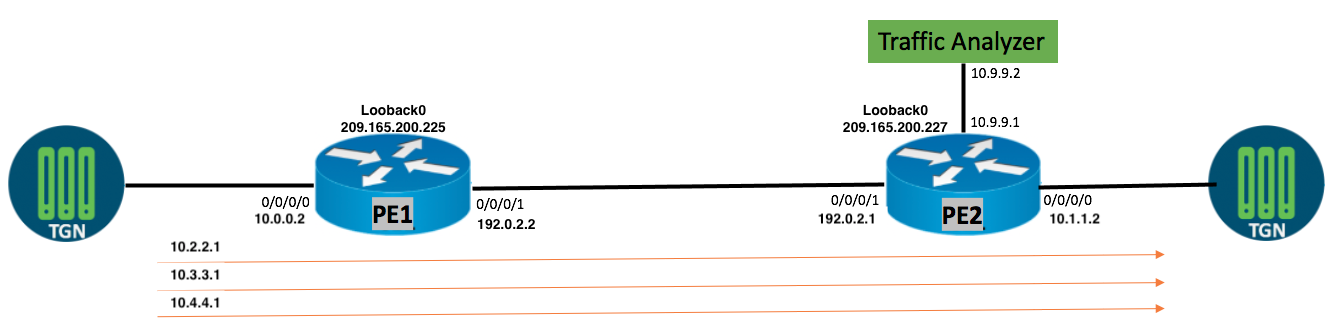 Traffic Analyzer
10.9.9.2
Looback0
209.165.200.225
Looback0
209.165.200.227
10.9.9.1
TGN
0/0/0/0
10.0.0.2
PE1
0/0/0/1
192.0.2.2
0/0/0/1
192.0.2.1
PE2
0/0/0/0
10.1.1.2
TGN
10.2.2.1
10.3.3.1
10.4.4.1